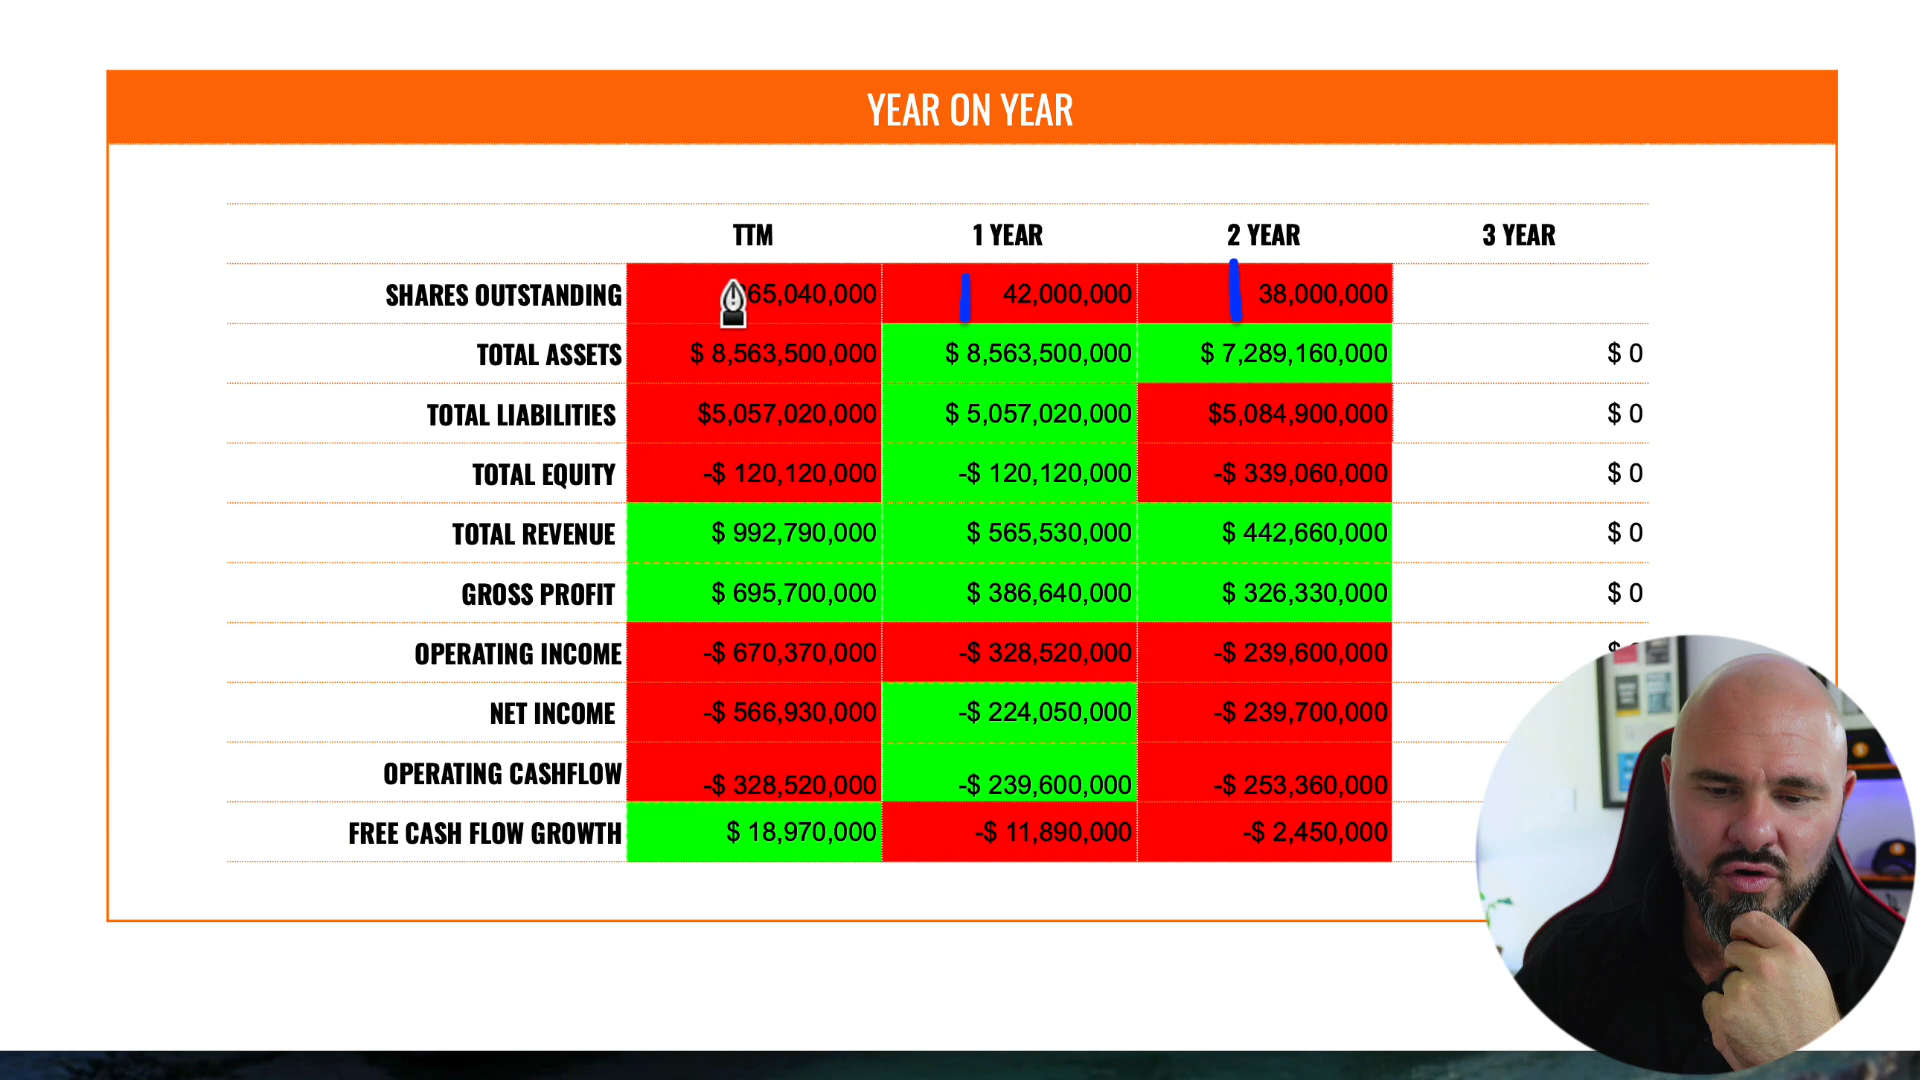 YEAR ON YEAR
TTM 1 YEAR 2 YEAR 3 YEAR
SHARES OUTSTANDING 65,040,000 42,000,000 38,000,000
TOTAL ASSETS $ 8,563,500,000 $ 8,563,500,000 $ 7,289,160,000 $ 0
TOTAL LIABILITIES $5,057,020,000 $ 5,057,020,000 $5,084,900,000 $ 0
TOTAL EQUITY -$ 120,120,000 -$ 120,120,000 -$ 339,060,000 $ 0
TOTAL REVENUE $ 992,790,000 $ 565,530,000 $ 442,660,000 $ 0
GROSS PROFIT $ 695,700,000 $ 386,640,000 $ 326,330,000 $ 0
OPERATING INCOME -$ 670,370,000 -$ 328,520,000 -$ 239,600,000
NET INCOME -$ 566,930,000 -$ 224,050,000 -$ 239,700,000
OPERATING CASHFLOW -$ 328,520,000 -$ 239,600,000 -$ 253,360,000
FREE CASH FLOW GROWTH $ 18,970,000 -$ 11,890,000 -$ 2,450,000